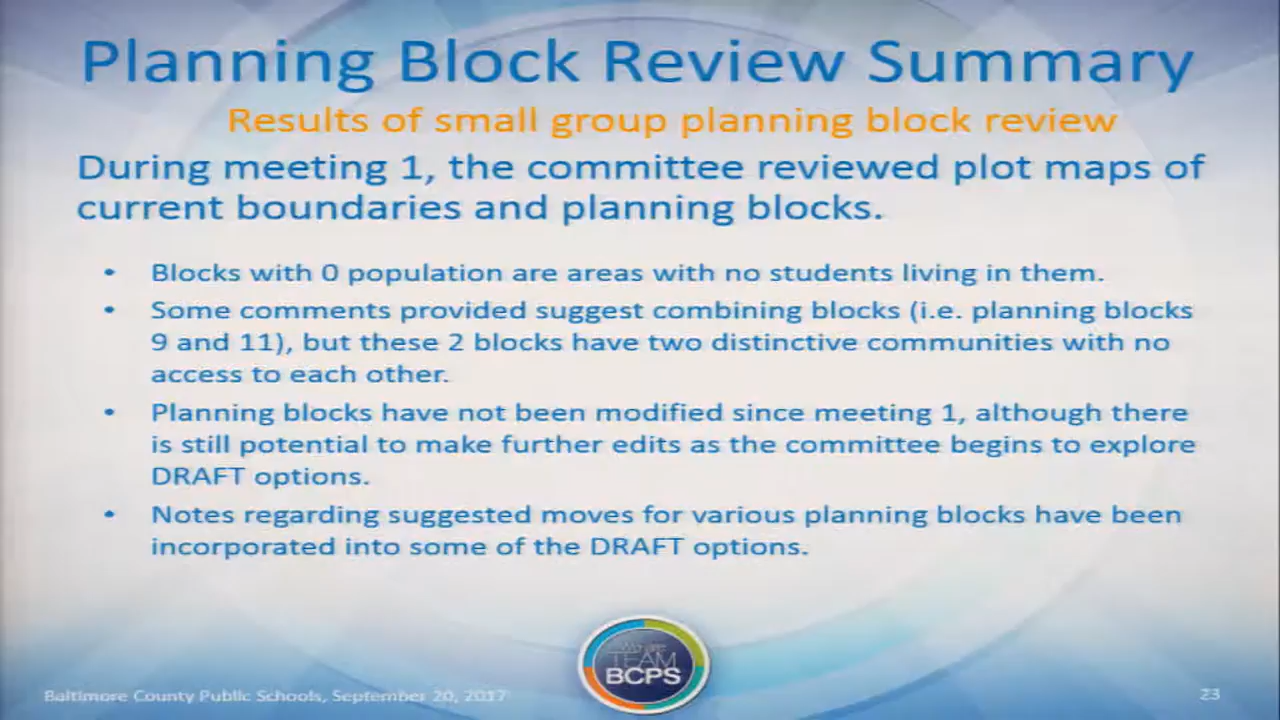 Planning Block Review Summary
Results of small group planning block review
During meeting 1, the committee reviewed plot maps of
current boundaries and planning blocks.
• Blocks with 0 population are areas with no students living in them.
• Some comments provided suggest combining blocks (i.e. planning blocks
9 and 11), but these 2 blocks have two distinctive communities with no
access to each other.
• Planning blocks have not been modified since meeting 1, although there
is still potential to make further edits as the committee begins to explore
DRAFT options.
• Notes regarding suggested moves for various planning blocks have been
incorporated into some of the DRAFT options.
TEAM
BCPS
Baltimore County Public Schools, September 20, 2017
23